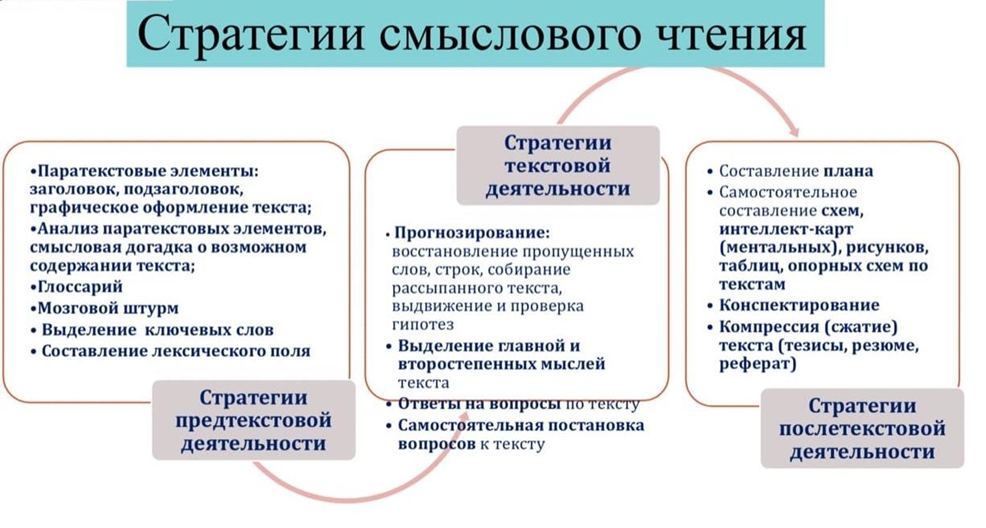 Стратегии смыслового чтения
•Паратекстовые элементы:
заголовок, подзаголовок,
графическое оформление текста;
•Анализ паратекстовых элементов,
смысловая догадка о возможном
содержании текста;
•Глоссарий
•Мозговой штурм
• Выделение ключевых слов
• Составление лексического поля
Стратегии
предтекстовой
деятельности
Стратегии
текстовой
деятельности
• Прогнозирование:
восстановление пропущенных
слов, строк, собирание
рассыпанного текста,
выдвижение и проверка
гипотез
• Выделение главной и
второстепенных мыслей
текста
• Ответы на вопросы по тексту
• Самостоятельная постановка
вопросов к тексту
• Составление плана
• Самостоятельное
составление схем,
интеллект-карт
(ментальных), рисунков,
таблиц, опорных схем по
текстам
• Конспектирование
• Компрессия (сжатие)
текста (тезисы, резюме,
реферат)
Стратегии
послетекстовой
деятельности